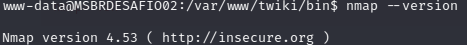 www-data@MSBRDESAFIO02:/var/www/twiki/bin$ nmap --version
Nmap version 4.53 ( http://insecure.org )